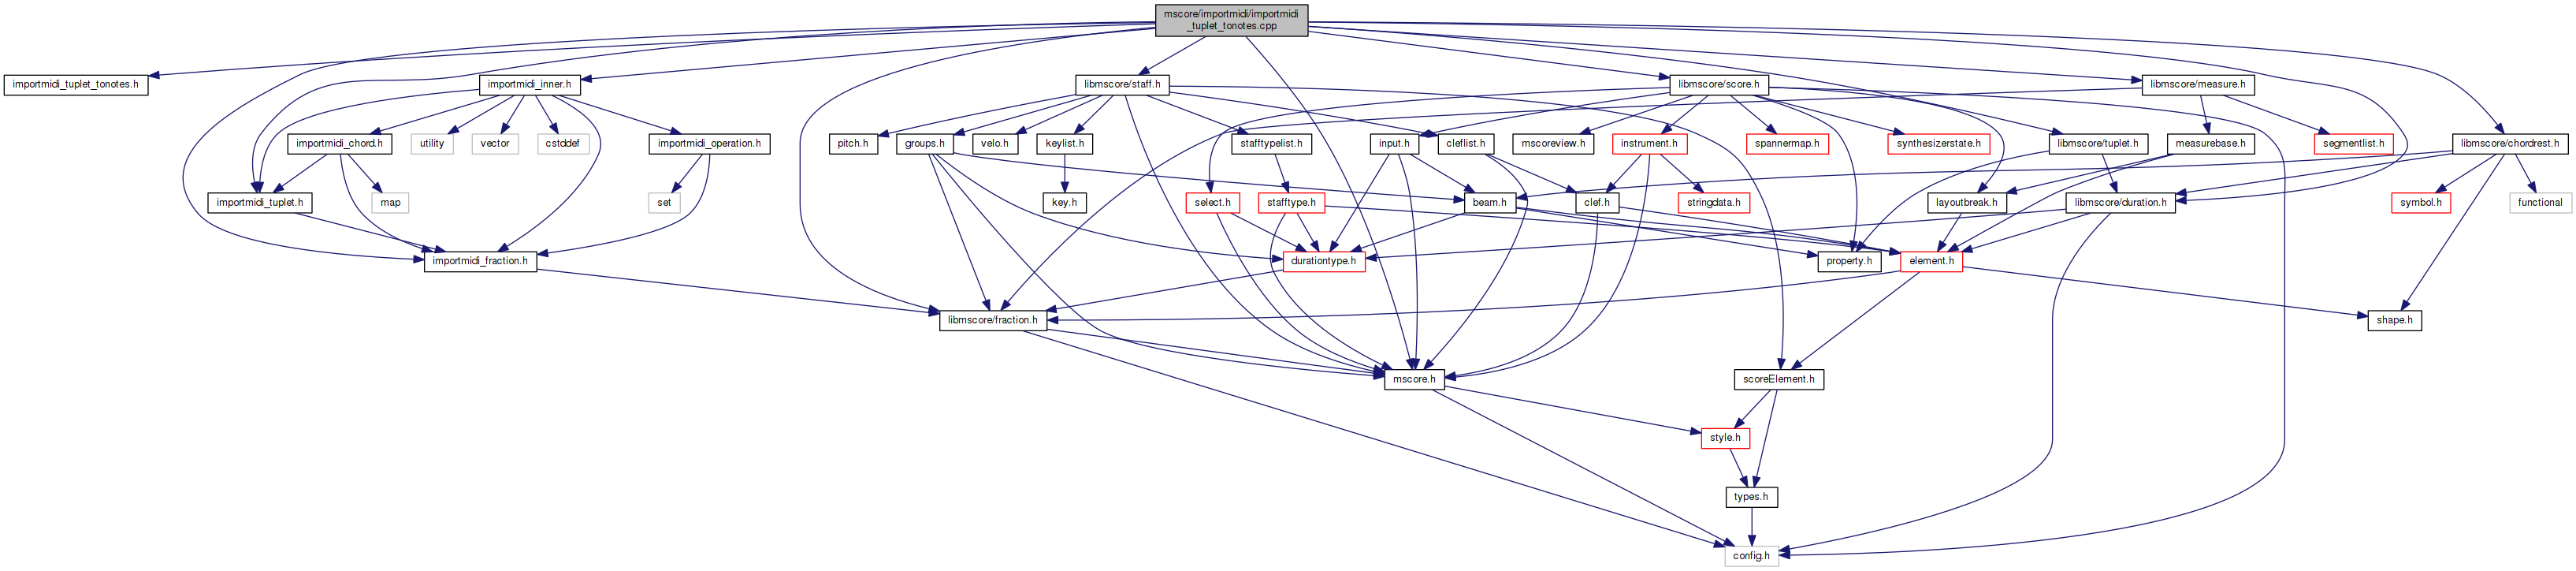 mscore/importmidi/importmidi
_tuplet_tonotes.cpp
importmidi_tuplet_tonotes.h
importmidi_inner.h
libmscore/staff.h
libmscore/score.h
libmscore/measure.h
importmidi_chord.h
utility
vector
cstddef
importmidi_operation.h
pitch.h
groups.h
velo.h
keylist.h
stafftypelist.h
input.h
cleflist.h
mscoreview.h
instrument.h
spannermap.h
synthesizerstate.h
libmscore/tuplet.h
measurebase.h
segmentlist.h
libmscore/chordrest.h
importmidi_tuplet.h
map
set
key.h
select.h
stafftype.h
beam.h
clef.h
stringdata.h
layoutbreak.h
libmscore/duration.h
symbol.h
functional
importmidi_fraction.h
durationtype.h
property.h
element.h
libmscore/fraction.h
shape.h
mscore.h
scoreElement.h
style.h
types.h
config.h